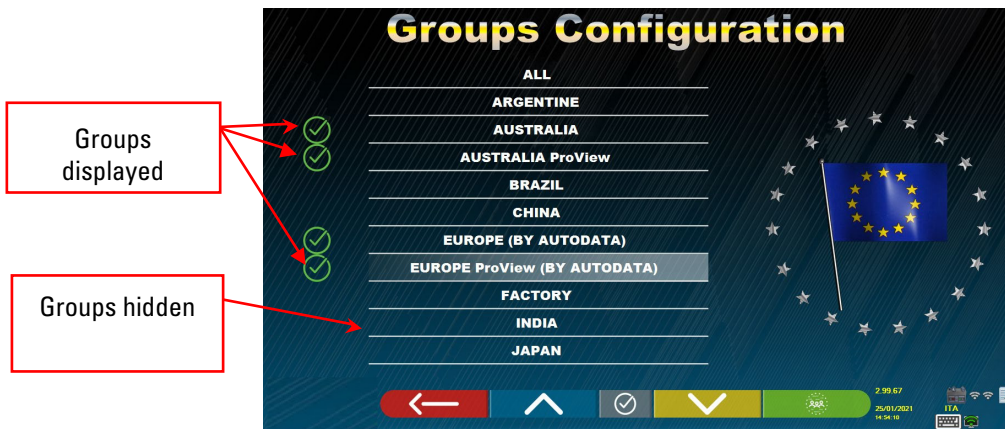 Groups Configuration
ALL
ARGENTINE
Groups
displayed
AUSTRALIA
AUSTRALIA ProView
BRAZIL
CHINA
EUROPE (BY AUTODATA)
EUROPE ProView (BY AUTODATA)
Groups hidden
FACTORY
INDIA
JAPAN
2.99.67
25/01/2021
14:54:10
ITA